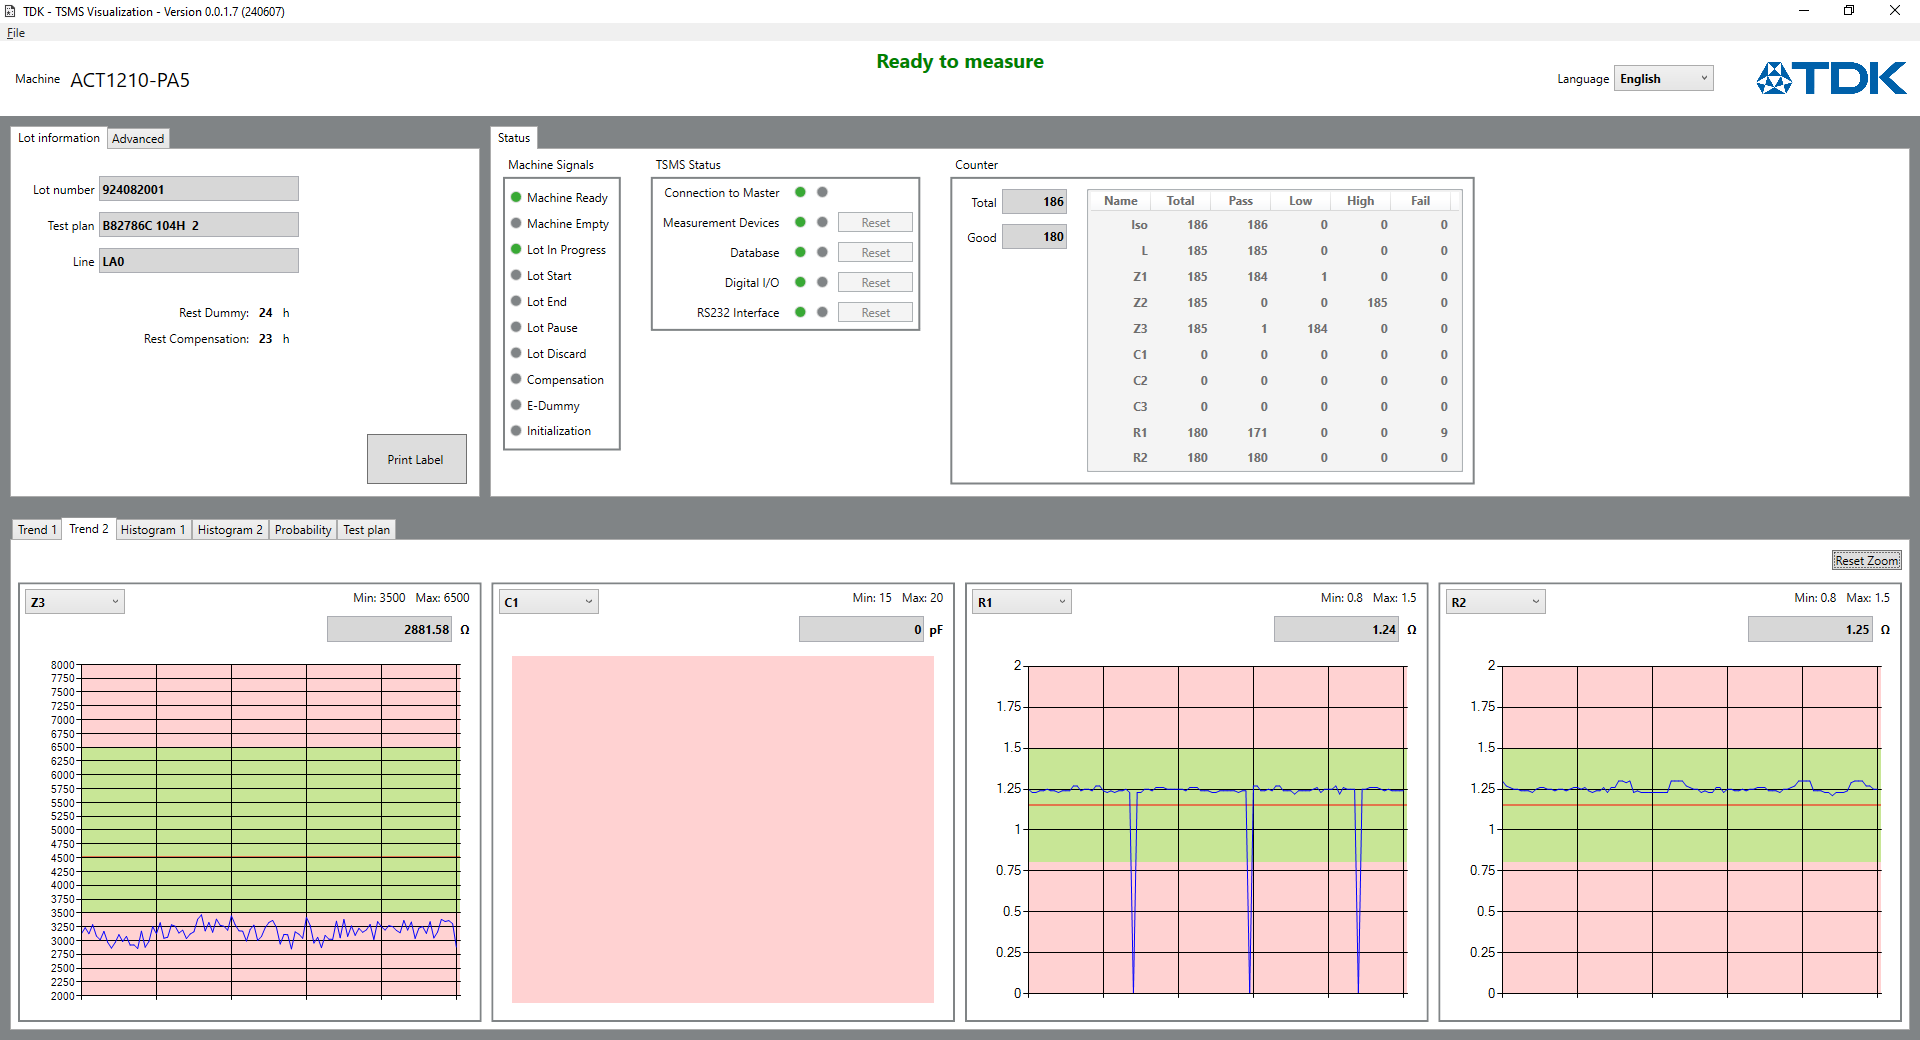 TDK - TSMS Visualization - Version 0.0.1.7 (240607)
File
Ready to measure
Machine ACT1210-PA5
Language English
TDK
Lot information Advanced
Lot number 924082001
Test plan B82786C 104H  2
Line LA0
Rest Dummy: 24 h
Rest Compensation: 23 h
Print Label
Status
Machine Signals
Machine Ready
Machine Empty
Lot In Progress
Lot Start
Lot End
Lot Pause
Lot Discard
Compensation
E-Dummy
Initialization
TSMS Status
Connection to Master
Measurement Devices Reset
Database Reset
Digital I/O Reset
RS232 Interface Reset
Counter
Total 186
Good 180
Name Total Pass Low High Fail
Iso 186 186 0 0 0
L 185 185 0 0 0
Z1 185 184 1 0 0
Z2 185 0 0 185 0
Z3 185 1 184 0 0
C1 0 0 0 0 0
C2 0 0 0 0 0
C3 0 0 0 0 0
R1 180 171 0 0 9
R2 180 180 0 0 0
Trend 1 Trend 2 Histogram 1 Histogram 2 Probability Test plan
Reset Zoom
Z3 Min: 3500 Max: 6500
2881.58 Ω
8000
7750
7500
7250
7000
6750
6500
6250
6000
5750
5500
5250
5000
4750
4500
4250
4000
3750
3500
3250
3000
2750
2500
2250
2000
C1 Min: 15 Max: 20
0 pF
R1 Min: 0.8 Max: 1.5
1.24 Ω
2
1.75
1.5
1.25
1
0.75
0.5
0.25
0
R2 Min: 0.8 Max: 1.5
1.25 Ω
2
1.75
1.5
1.25
1
0.75
0.5
0.25
0